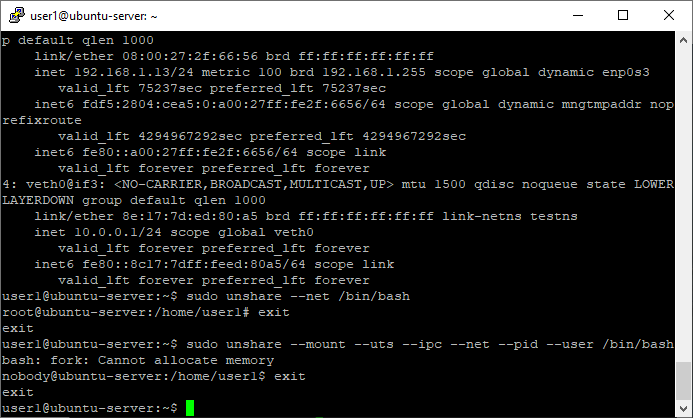 user1@ubuntu-server: ~
p default qlen 1000
    link/ether 08:00:27:2f:66:56 brd ff:ff:ff:ff:ff:ff
    inet 192.168.1.13/24 metric 100 brd 192.168.1.255 scope global dynamic enp0s3
       valid_lft 75237sec preferred_lft 75237sec
    inet6 fdf5:2804:cea5:0:a00:27ff:fe2f:6656/64 scope global dynamic mngtmpaddr nop
refixroute
       valid_lft 4294967292sec preferred_lft 4294967292sec
    inet6 fe80::a00:27ff:fe2f:6656/64 scope link
       valid_lft forever preferred_lft forever
4: veth0@if3: <NO-CARRIER,BROADCAST,MULTICAST,UP> mtu 1500 qdisc noqueue state LOWER
LAYERDOWN group default qlen 1000
    link/ether 8e:17:7d:ed:80:a5 brd ff:ff:ff:ff:ff:ff link-netns testns
    inet 10.0.0.1/24 scope global veth0
       valid_lft forever preferred_lft forever
    inet6 fe80::8c17:7dff:feed:80a5/64 scope link
       valid_lft forever preferred_lft forever
user1@ubuntu-server:~$ sudo unshare --net /bin/bash
root@ubuntu-server:/home/user1# exit
exit
user1@ubuntu-server:~$ sudo unshare --mount --uts --ipc --net --pid --user /bin/bash
bash: fork: Cannot allocate memory
nobody@ubuntu-server:/home/user1$ exit
exit
user1@ubuntu-server:~$